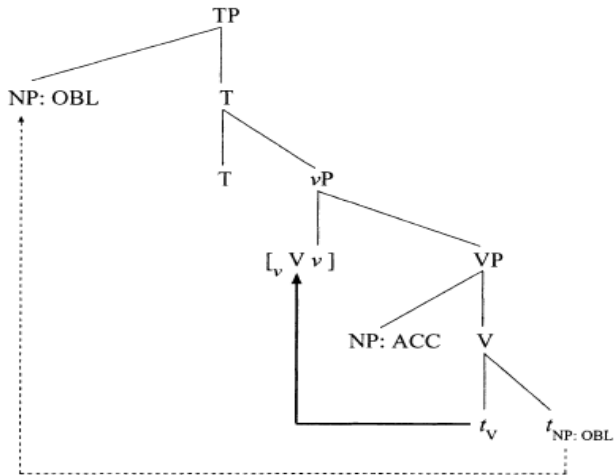 TP
NP: OBL T
T vP
[v V v ] VP
NP: ACC V
tV tNP: OBL